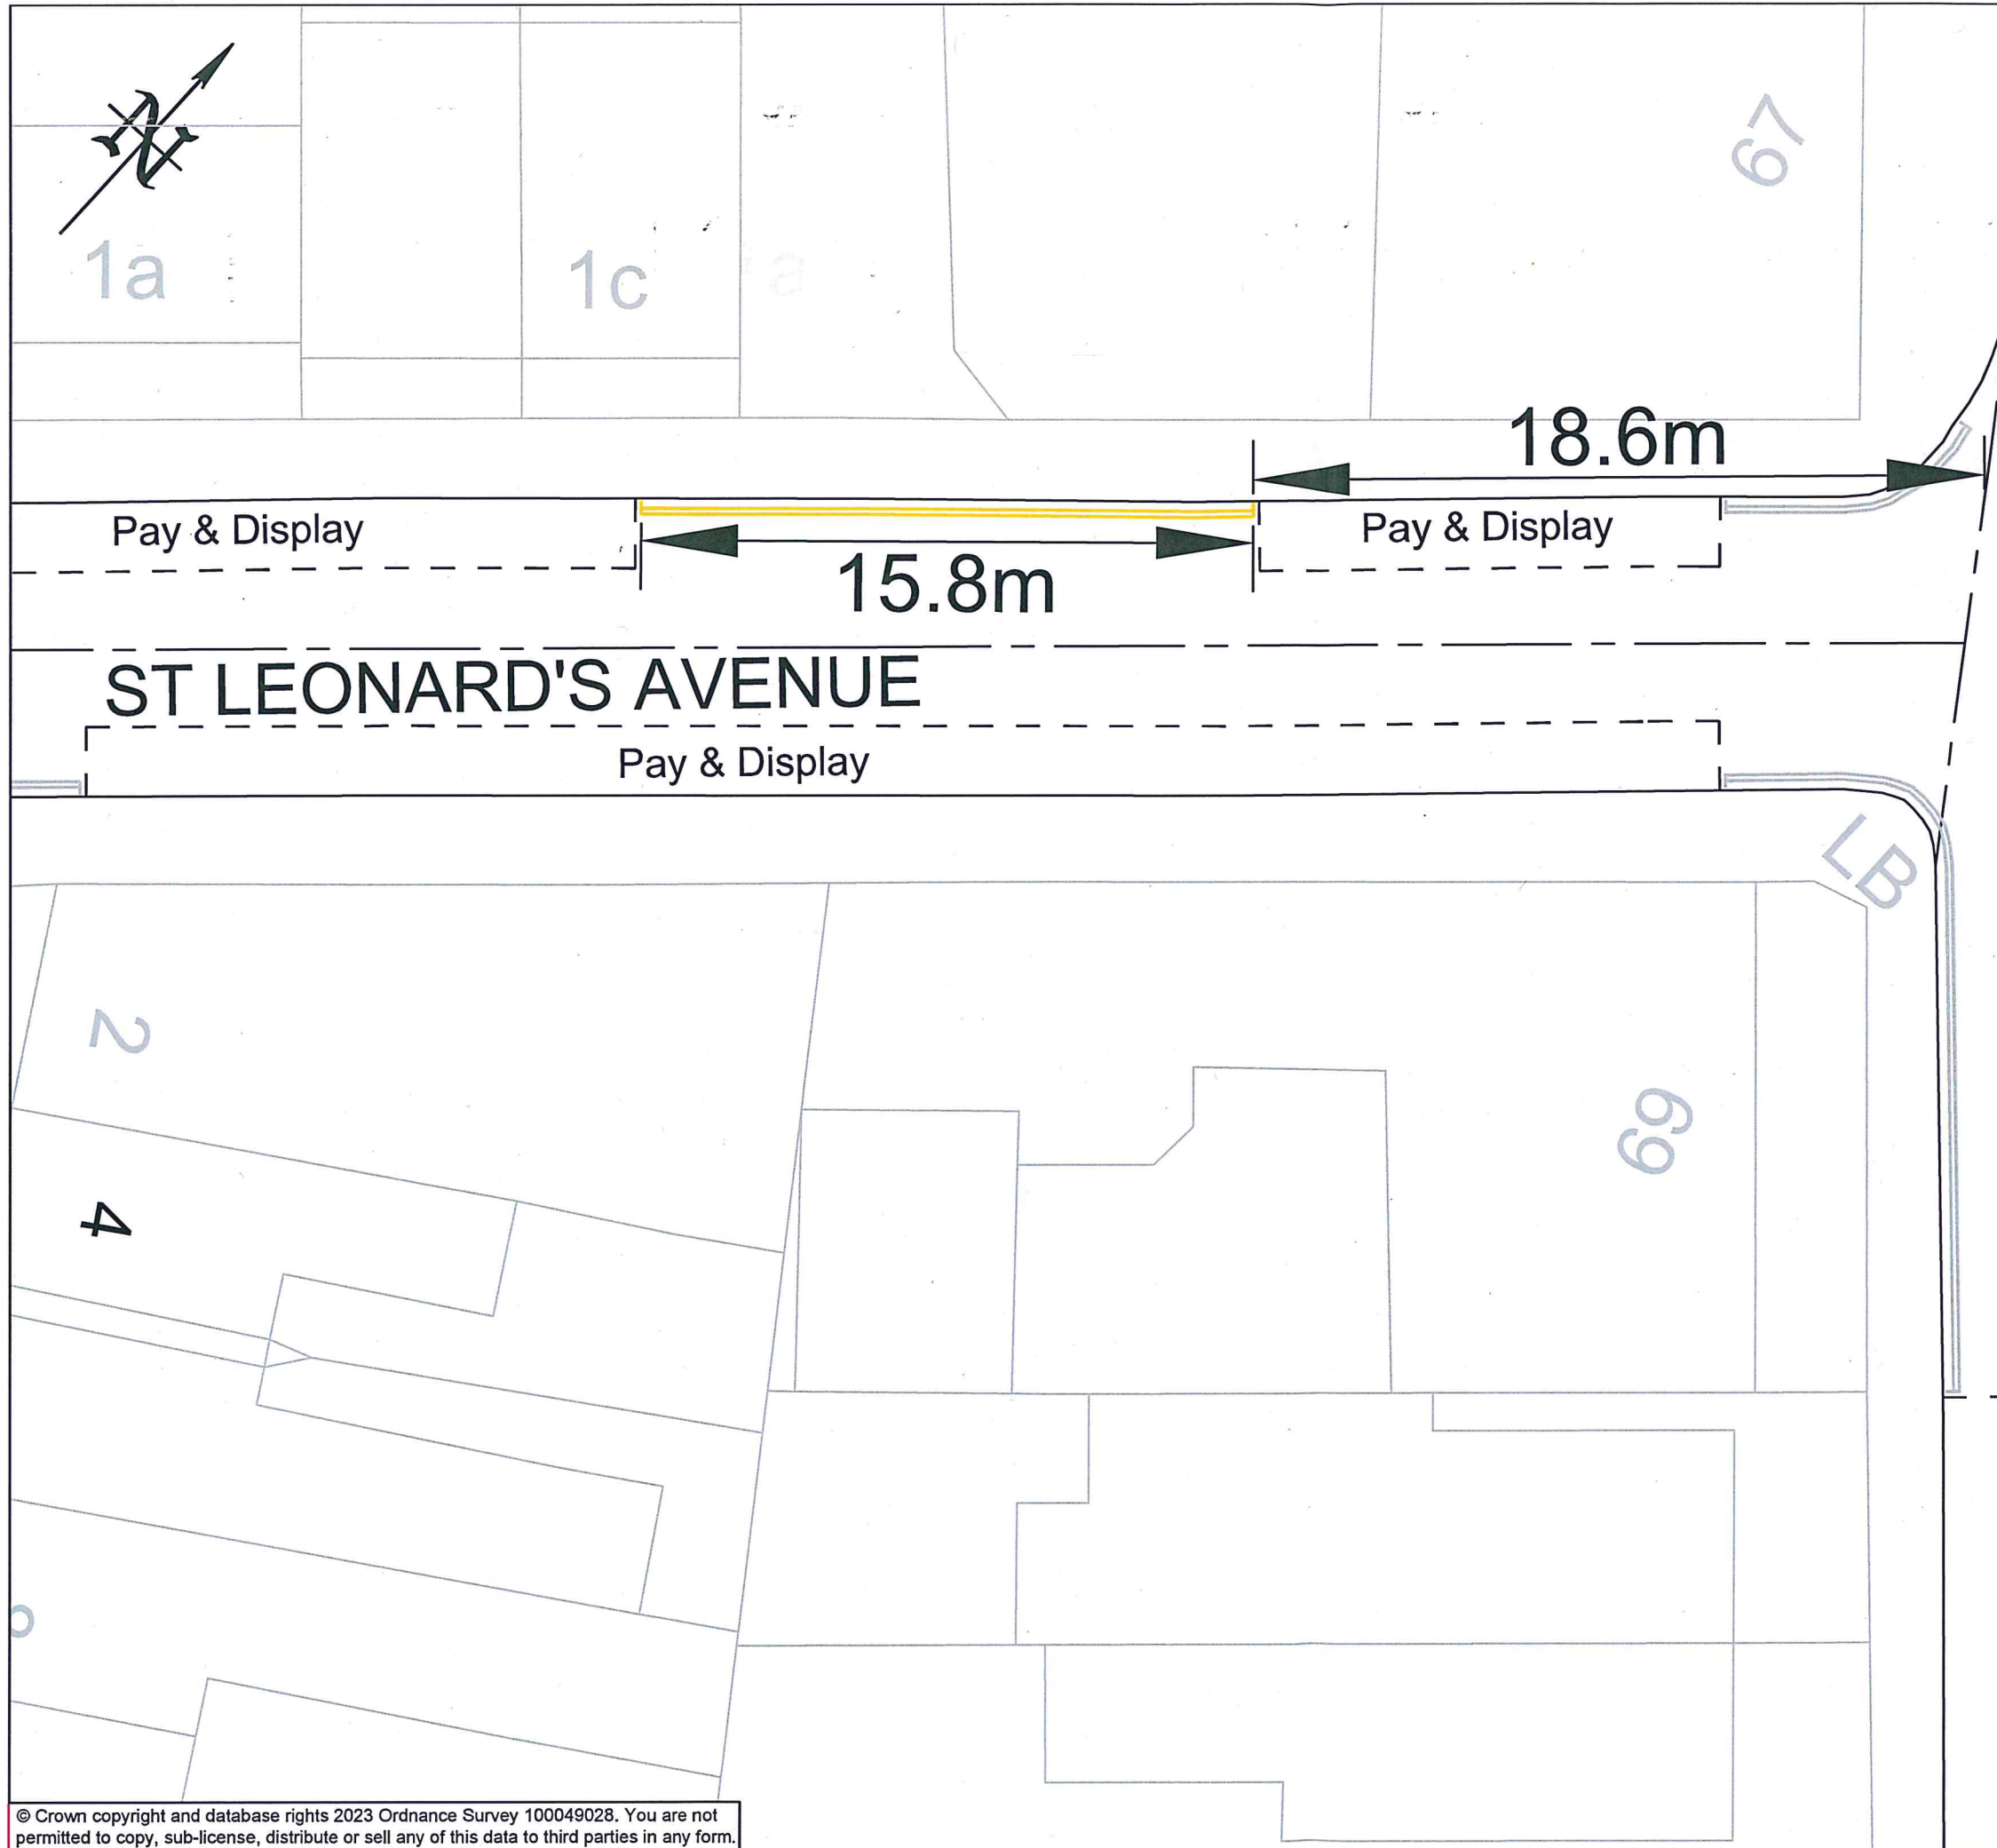 N
67
1a
1c
18.6m
Pay & Display
Pay & Display
15.8m
ST LEONARD'S AVENUE
Pay & Display
LB
2
69
4
© Crown copyright and database rights 2023 Ordnance Survey 100049028. You are not
permitted to copy, sub-license, distribute or sell any of this data to third parties in any form.